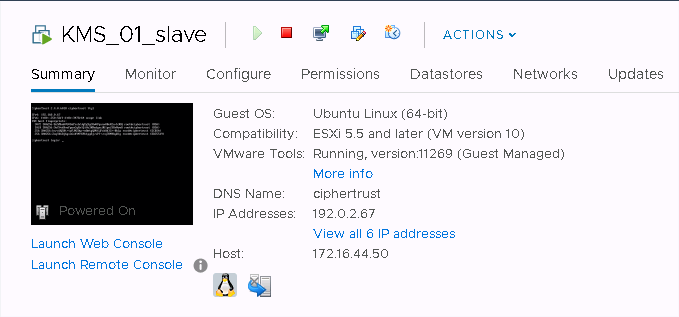 KMS_01_slave
ACTIONS
Summary Monitor Configure Permissions Datastores Networks Updates
Guest OS: Ubuntu Linux (64-bit)
Compatibility: ESXi 5.5 and later (VM version 10)
VMware Tools: Running, version:11269 (Guest Managed)
More info
DNS Name: ciphertrust
IP Addresses: 192.0.2.67
View all 6 IP addresses
Host: 172.16.44.50
Powered On
Launch Web Console
Launch Remote Console